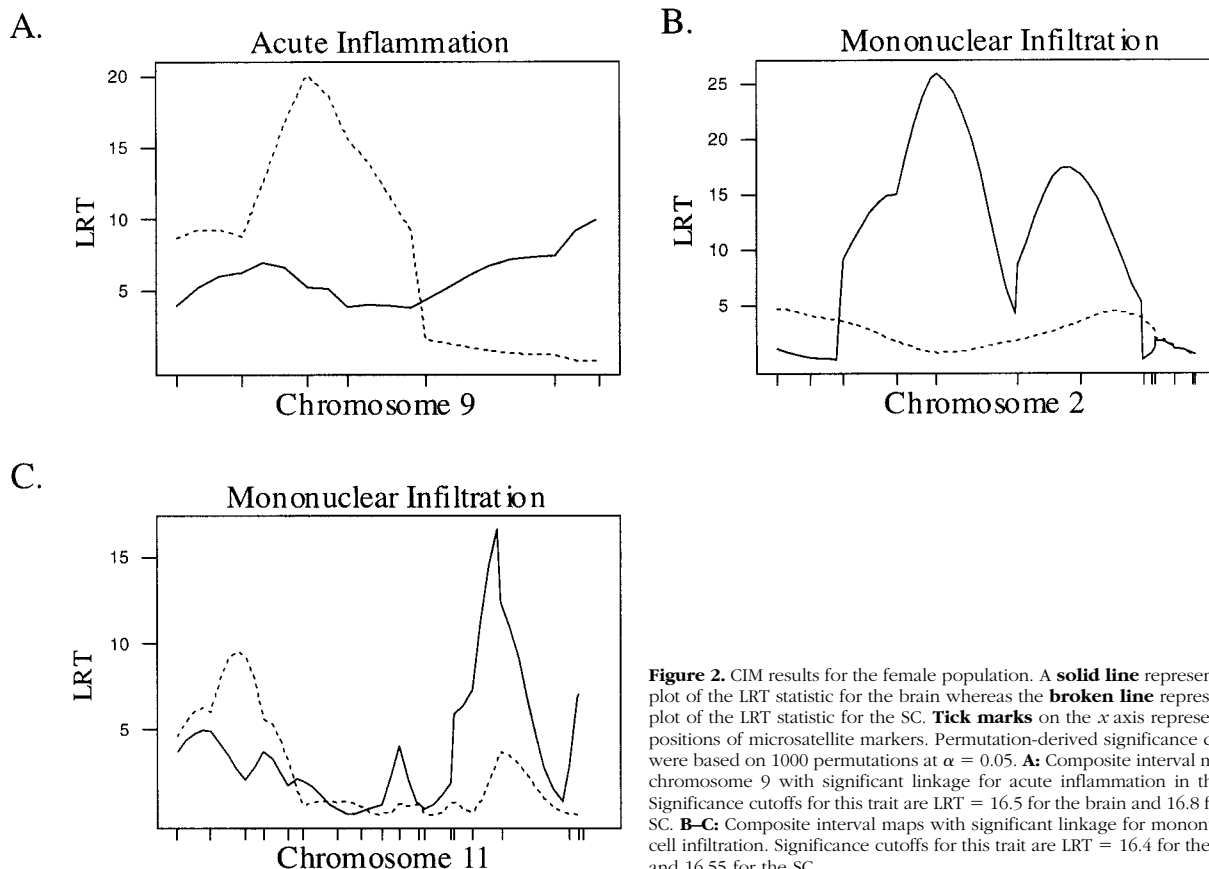 A.
Acute Inflammation
20
15
10
5
LRT
Chromosome 9
B.
Mononuclear Infiltration
25
20
15
10
5
LRT
Chromosome 2
C.
Mononuclear Infiltration
15
10
5
LRT
Chromosome 11
Figure 2. CIM results for the female population. A solid line represen
plot of the LRT statistic for the brain whereas the broken line repres
plot of the LRT statistic for the SC. Tick marks on the x axis represe
positions of microsatellite markers. Permutation-derived significance c
were based on 1000 permutations at α = 0.05. A: Composite interval m
chromosome 9 with significant linkage for acute inflammation in th
Significance cutoffs for this trait are LRT = 16.5 for the brain and 16.8 f
SC. B–C: Composite interval maps with significant linkage for monon
cell infiltration. Significance cutoffs for this trait are LRT = 16.4 for the
and 16.55 for the SC